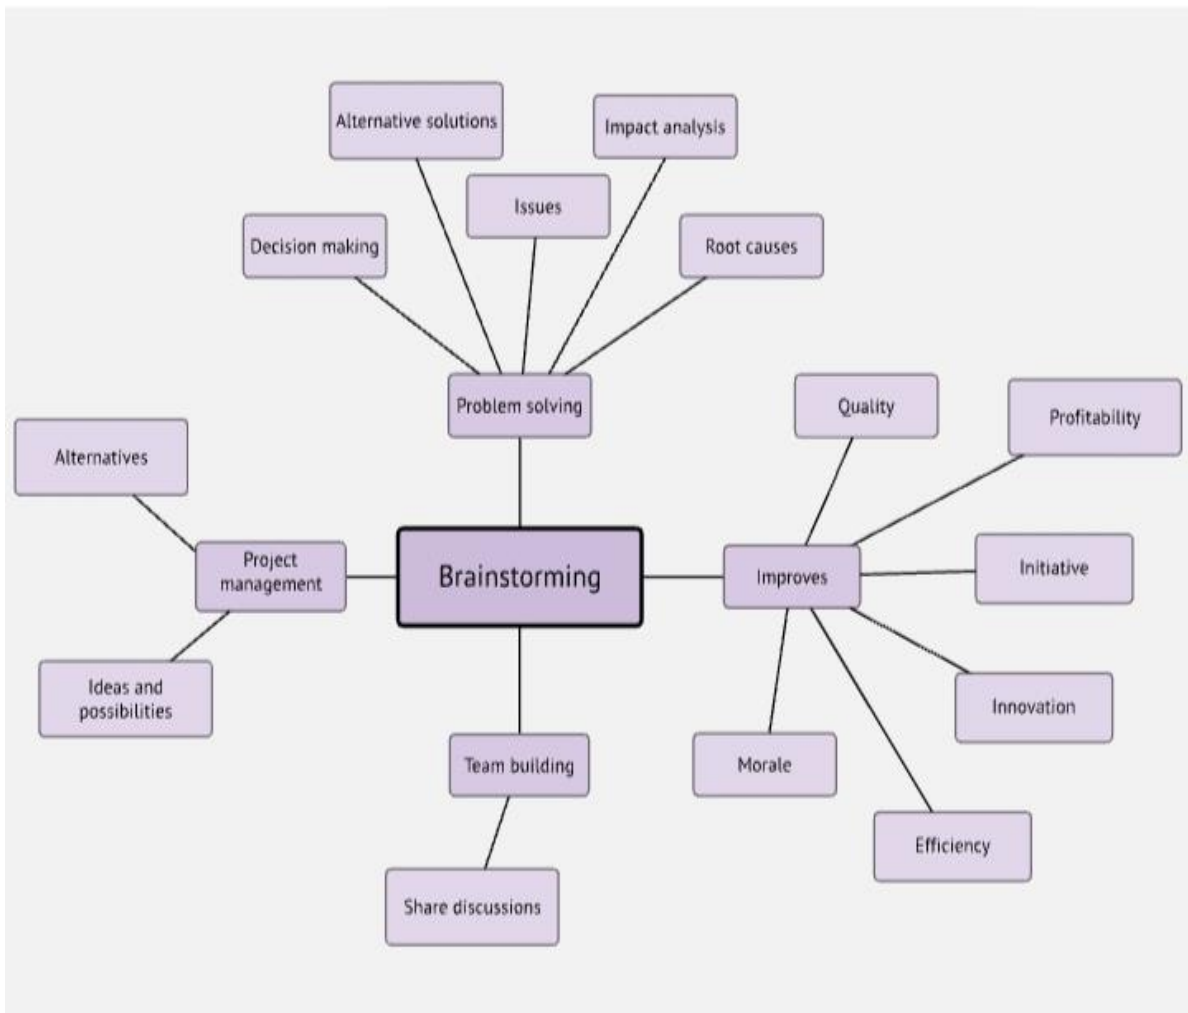 Alternative solutions
Impact analysis
Issues
Decision making
Root causes
Problem solving
Quality
Profitability
Alternatives
Project
management
Brainstorming
Improves
Initiative
Ideas and
possibilities
Innovation
Team building
Morale
Efficiency
Share discussions